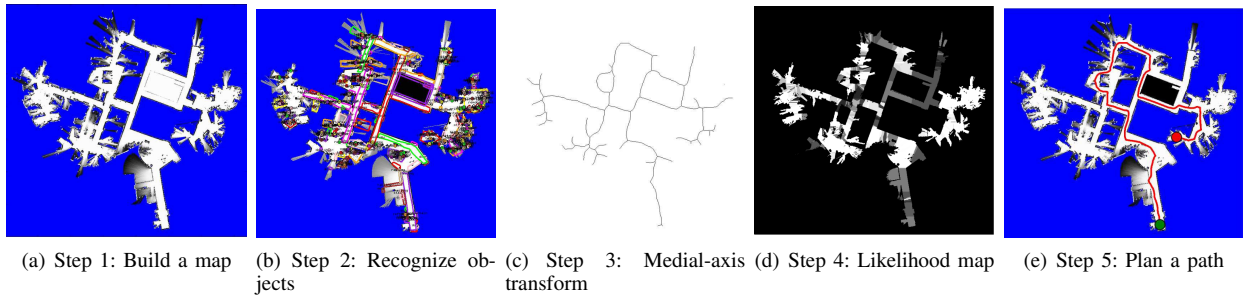 (a) Step 1: Build a map
(b) Step 2: Recognize ob-
jects
(c) Step 3: Medial-axis
transform
(d) Step 4: Likelihood map
(e) Step 5: Plan a path